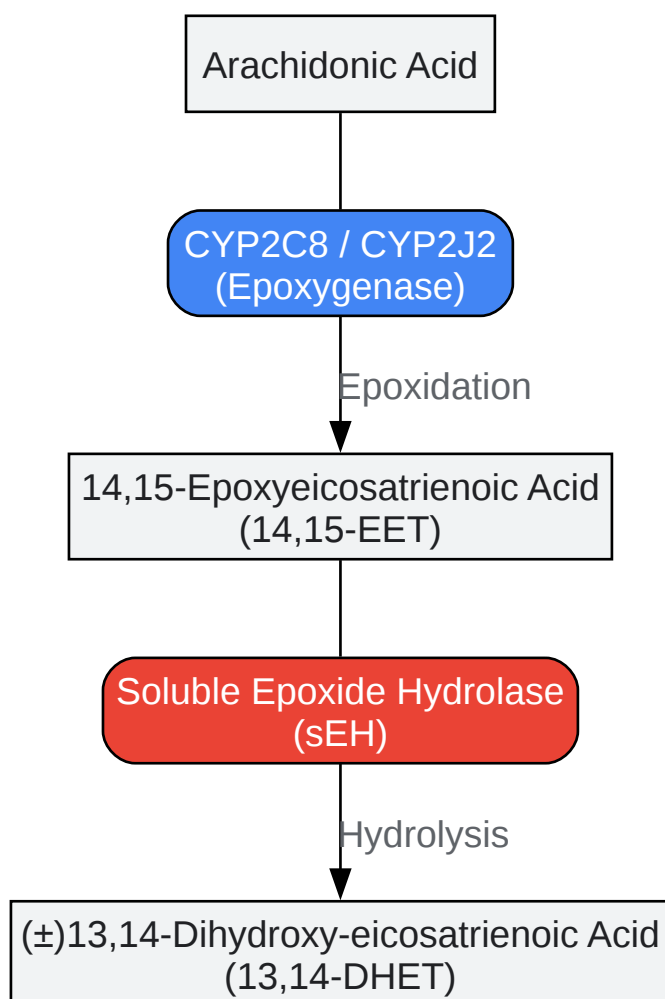 Arachidonic Acid
CYP2C8 / CYP2J2
(Epoxygenase)
Epoxidation
14,15-Epoxyeicosatrienoic Acid
(14,15-EET)
Soluble Epoxide Hydrolase
(sEH)
Hydrolysis
(±)13,14-Dihydroxy-eicosatrienoic Acid
(13,14-DHET)